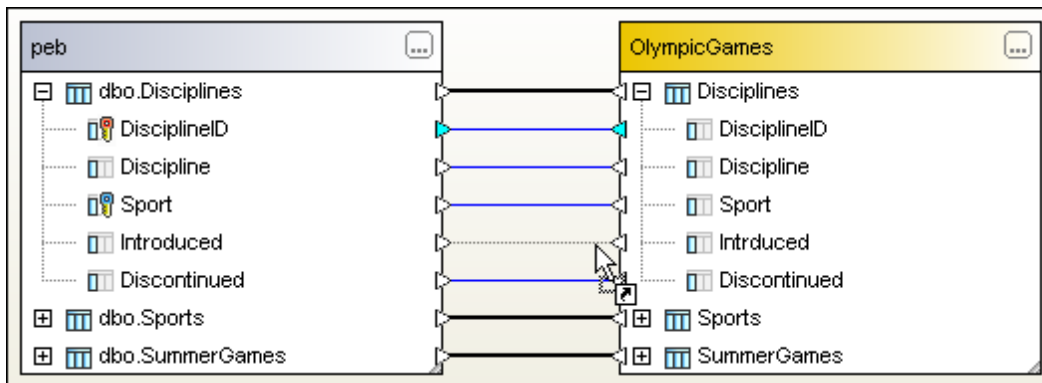 peb
dbo.Disciplines
DisciplineID
Discipline
Sport
Introduced
Discontinued
dbo.Sports
dbo.SummerGames
OlympicGames
Disciplines
DisciplineID
Discipline
Sport
Intrduced
Discontinued
Sports
SummerGames